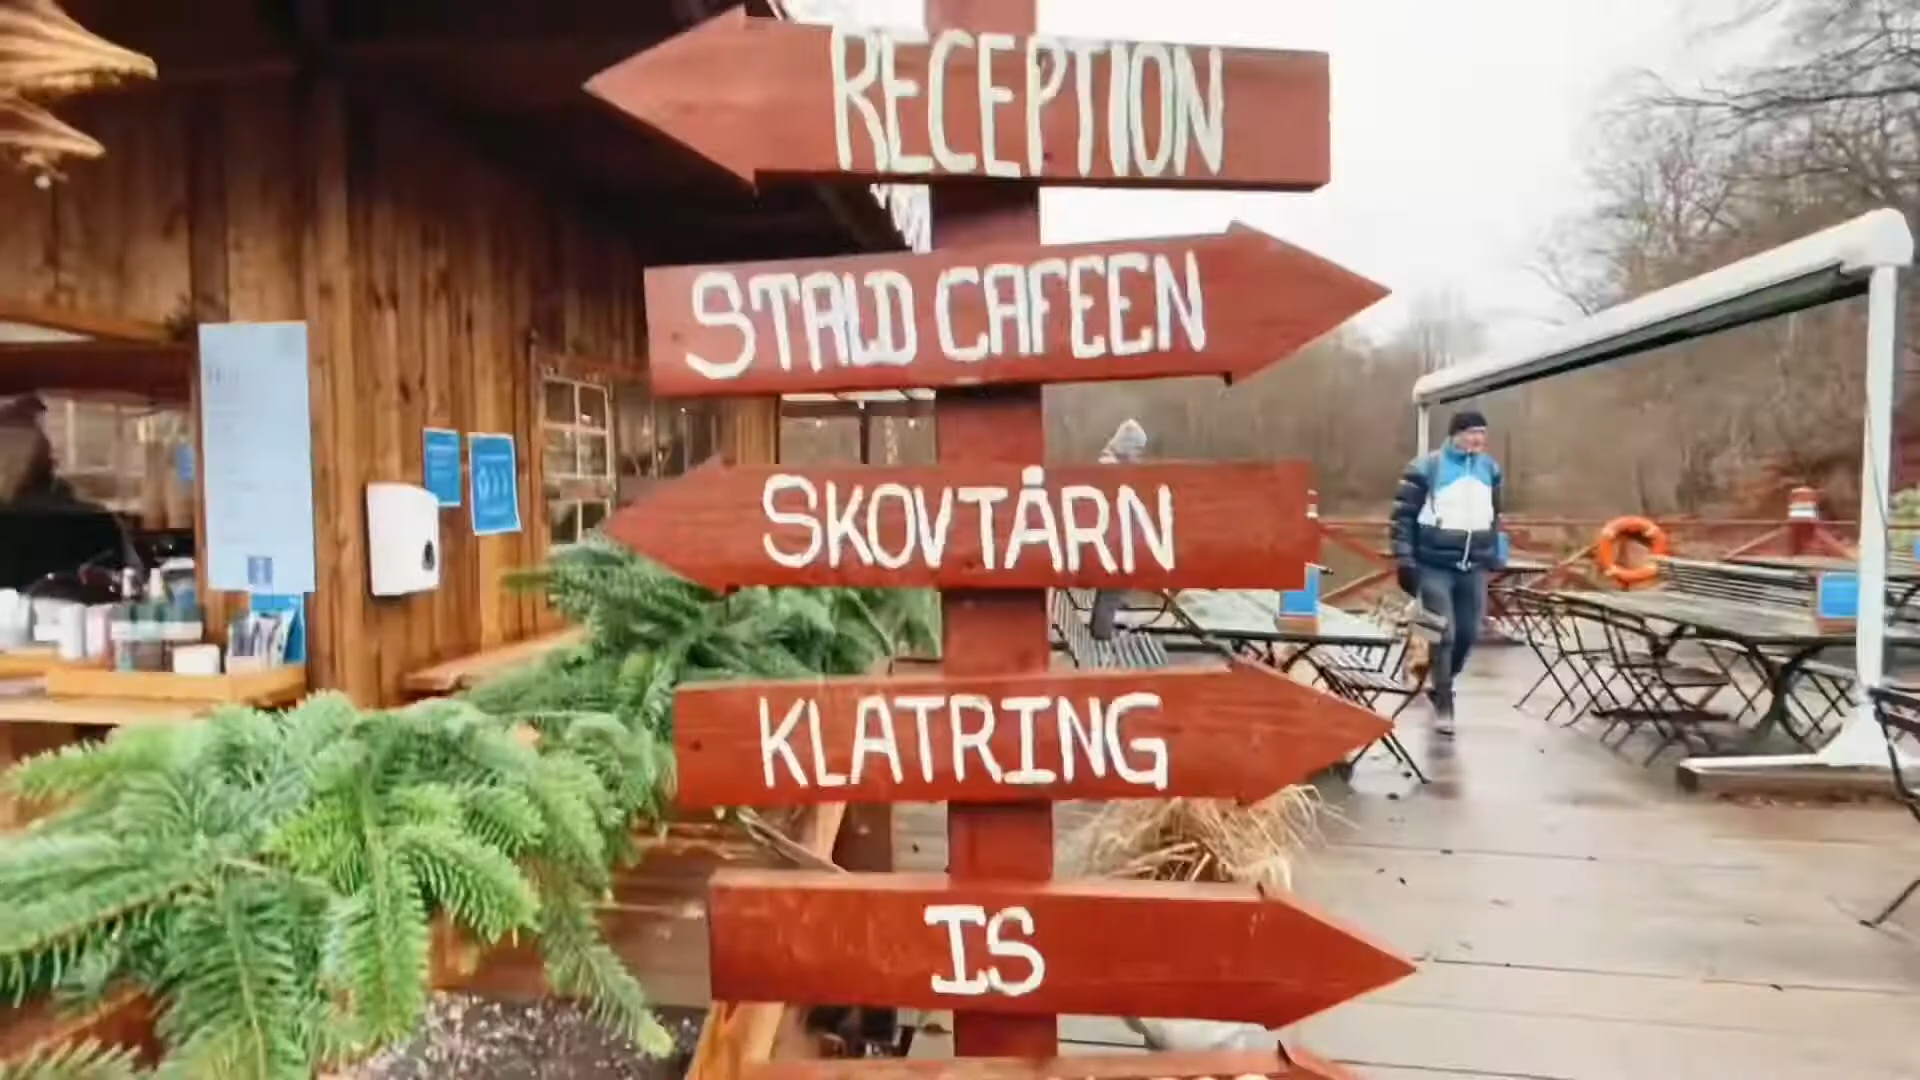 RECEPTION
STALD CAFEEN
SKOVTÅRN
KLATRING
IS